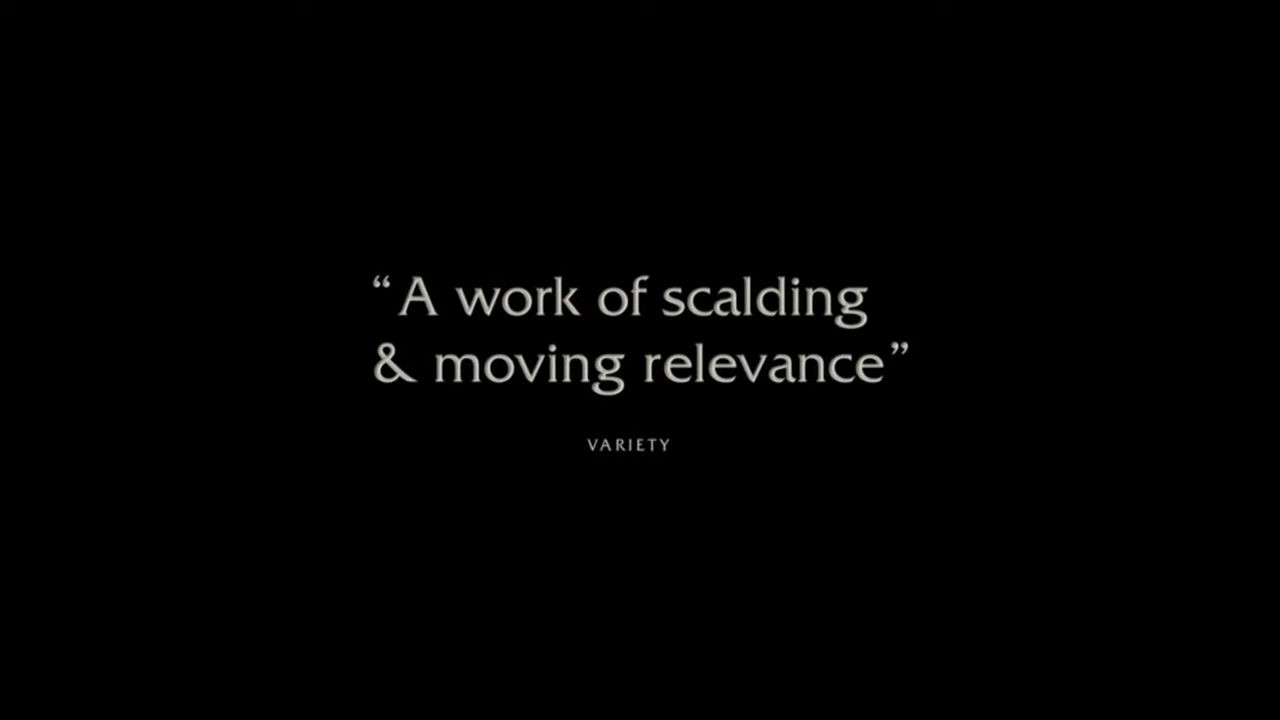 “A work of scalding
& moving relevance”
VARIETY